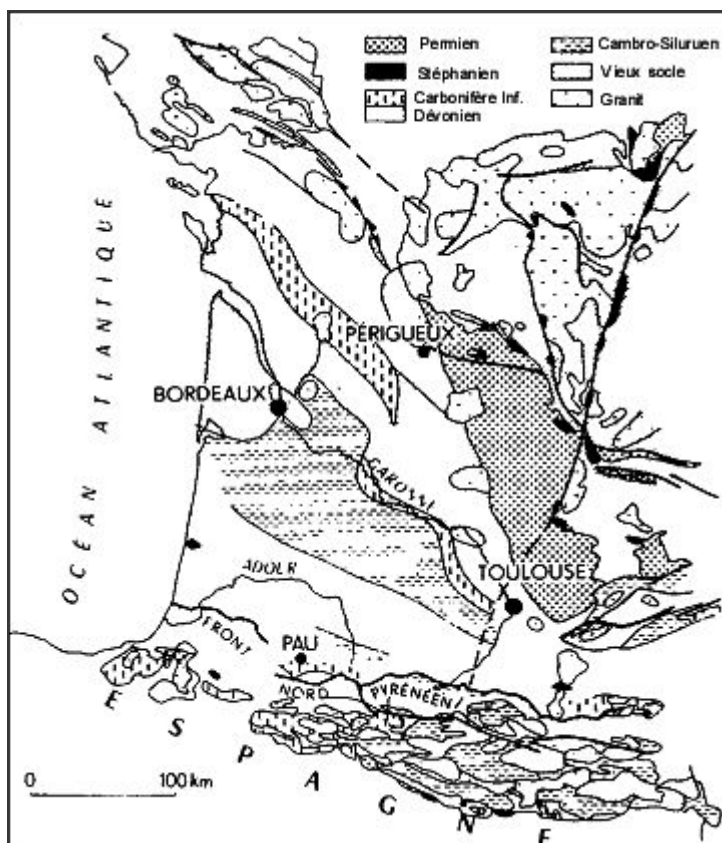 Permien
Stéphanien
Carbonifère Inf.
Dévonien
Cambro-Siluruen
Vieux socle
Granit
OCÉAN ATLANTIQUE
PÉRIGUEUX
BORDEAUX
TOULOUSE
ADOUR
FRONT
PAU
NORD
PYRÉNÉEN
ESPAGNE
0 100 km